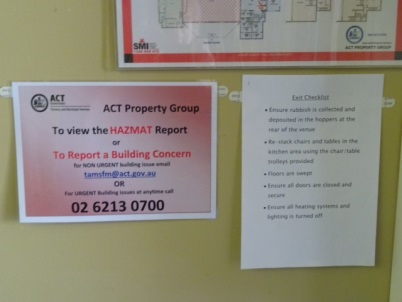 SMI
ACT PROPERTY GROUP
ACT
ACT Property Group
To view the HAZMAT Report
or
To Report a Building Concern
for NON URGENT building issue email
tamsfm@act.gov.au
OR
For URGENT Building issues at anytime call
02 6213 0700
Exit Checklist
• Ensure rubbish is collected and
deposited in the hoppers at the
rear of the venue
• Re-stack chairs and tables in the
kitchen area using the chair/table
trolleys provided
• Floors are swept
• Ensure all doors are closed and
secure
• Ensure all heating systems and
lighting is turned off